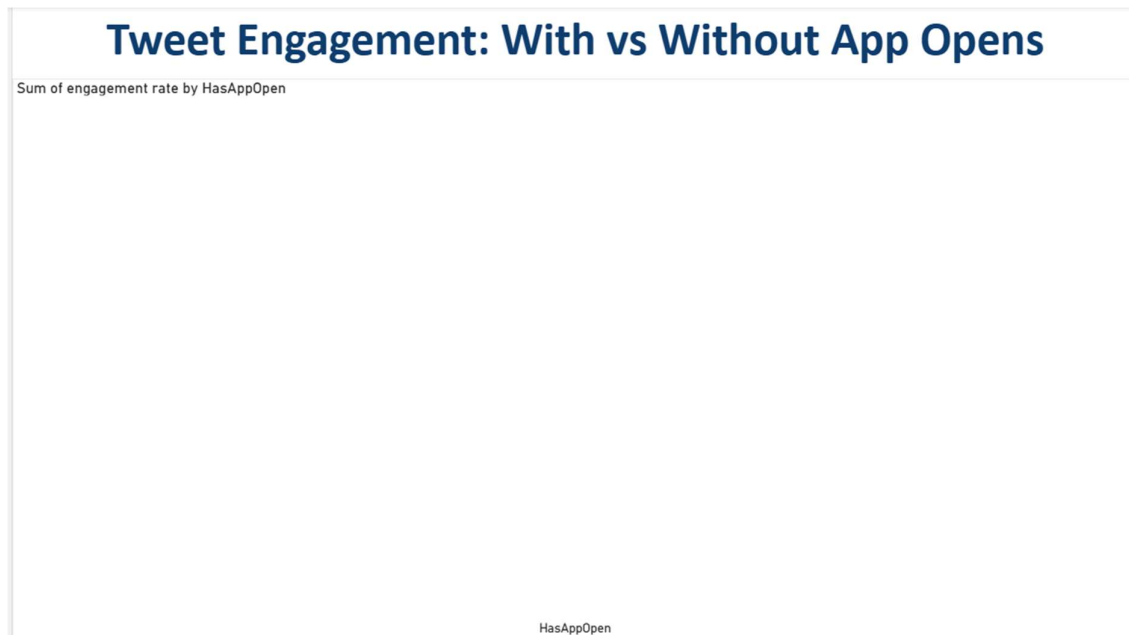 Tweet Engagement: With vs Without App Opens
Sum of engagement rate by HasAppOpen
HasAppOpen